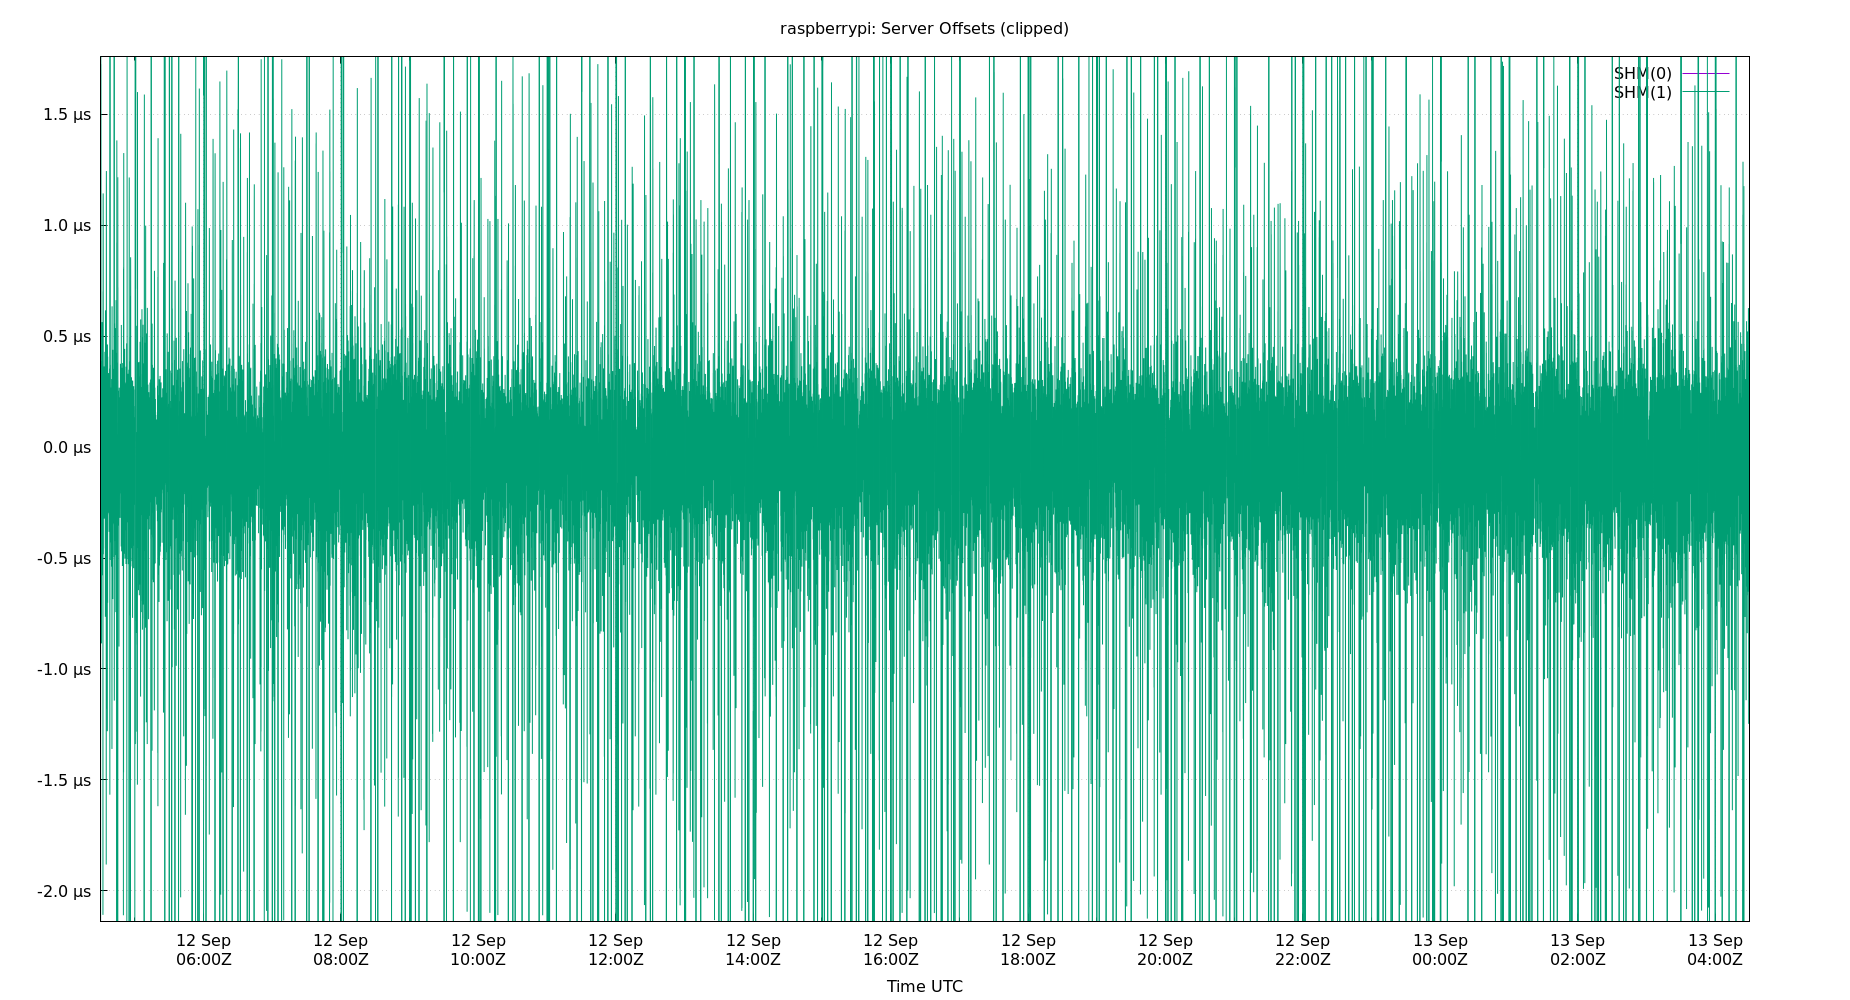 raspberrypi: Server Offsets (clipped)
SHM(0)
SHM(1)
1.5 µs
1.0 µs
0.5 µs
0.0 µs
-0.5 µs
-1.0 µs
-1.5 µs
-2.0 µs
12 Sep 12 Sep 12 Sep 12 Sep 12 Sep 12 Sep 12 Sep 12 Sep 12 Sep 13 Sep 13 Sep 13 Sep
06:00Z 08:00Z 10:00Z 12:00Z 14:00Z 16:00Z 18:00Z 20:00Z 22:00Z 00:00Z 02:00Z 04:00Z
Time UTC